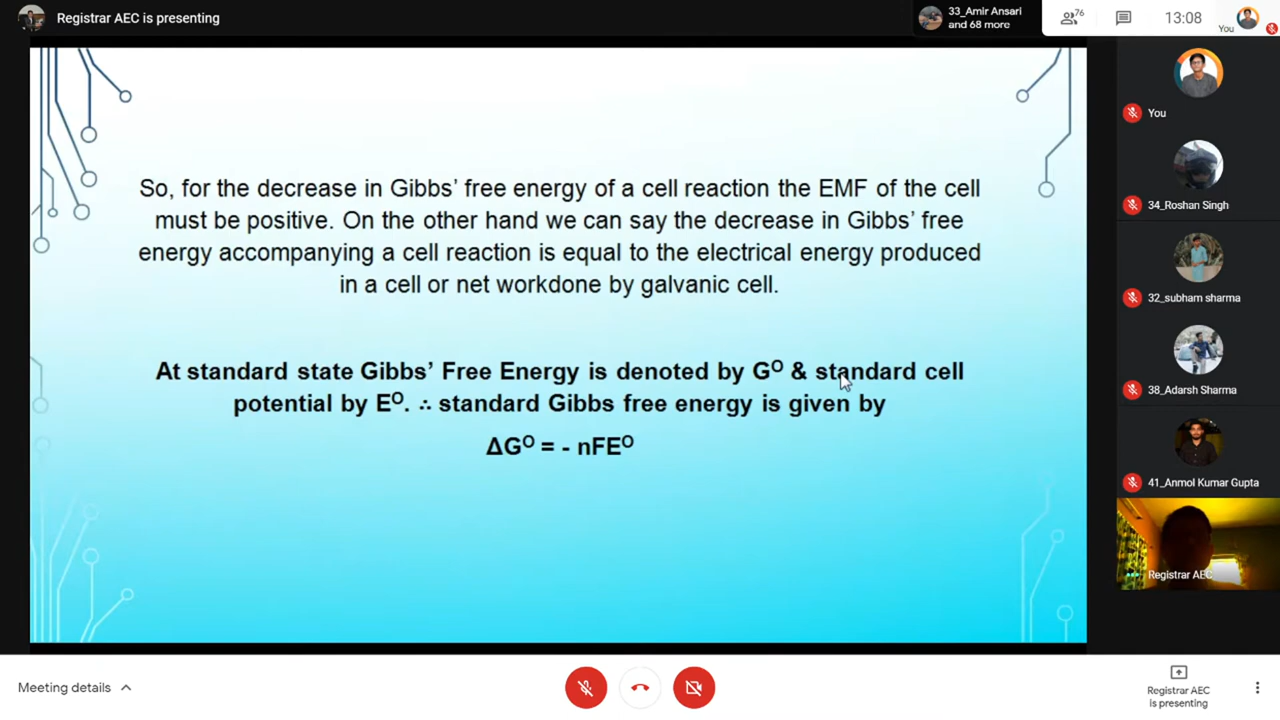 Registrar AEC is presenting
33_Amir Ansari
and 68 more
76
13:08
You
So, for the decrease in Gibbs’ free energy of a cell reaction the EMF of the cell
must be positive. On the other hand we can say the decrease in Gibbs’ free
energy accompanying a cell reaction is equal to the electrical energy produced
in a cell or net workdone by galvanic cell.
At standard state Gibbs’ Free Energy is denoted by Gᴼ & standard cell
potential by Eᴼ. ∴ standard Gibbs free energy is given by
ΔGᴼ = - nFEᴼ
You
34_Roshan Singh
32_subham sharma
38_Adarsh Sharma
41_Anmol Kumar Gupta
Registrar AEC
Meeting details
Registrar AEC
is presenting